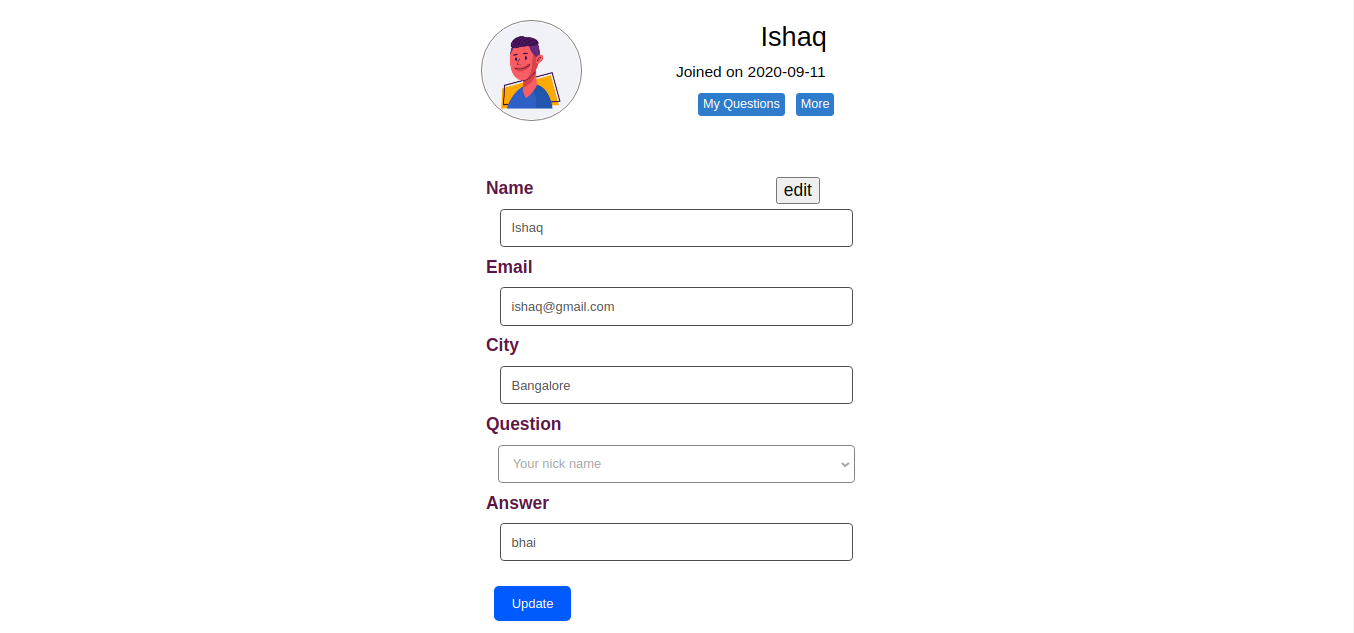 Ishaq
Joined on 2020-09-11
My Questions More
Name edit
Ishaq
Email
ishaq@gmail.com
City
Bangalore
Question
Your nick name
Answer
bhai
Update